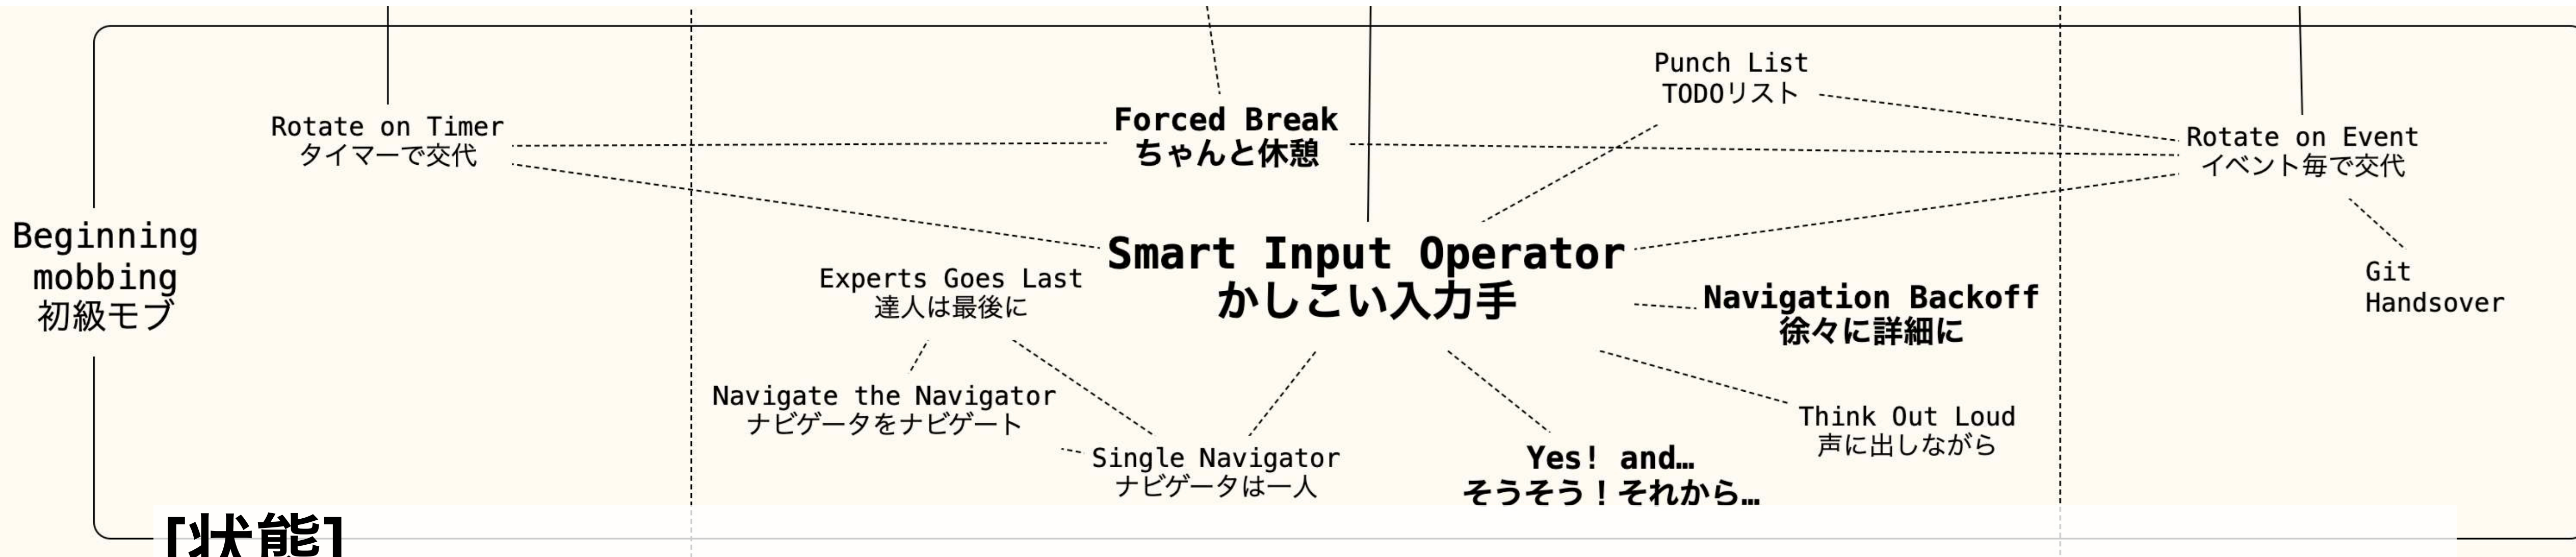 Punch List
TODOリスト
Forced Break
ちゃんと休憩
Rotate on Timer
タイマーで交代
Rotate on Event
イベント毎で交代
Beginning
mobbing
初級モブ
Smart Input Operator
かしこい入力手
Experts Goes Last
達人は最後に
Git
Handsover
Navigation Backoff
徐々に詳細に
Navigate the Navigator
ナビゲータをナビゲート
Think Out Loud
声に出しながら
Single Navigator
ナビゲータは一人
Yes! and…
そうそう！それから…
[状態]